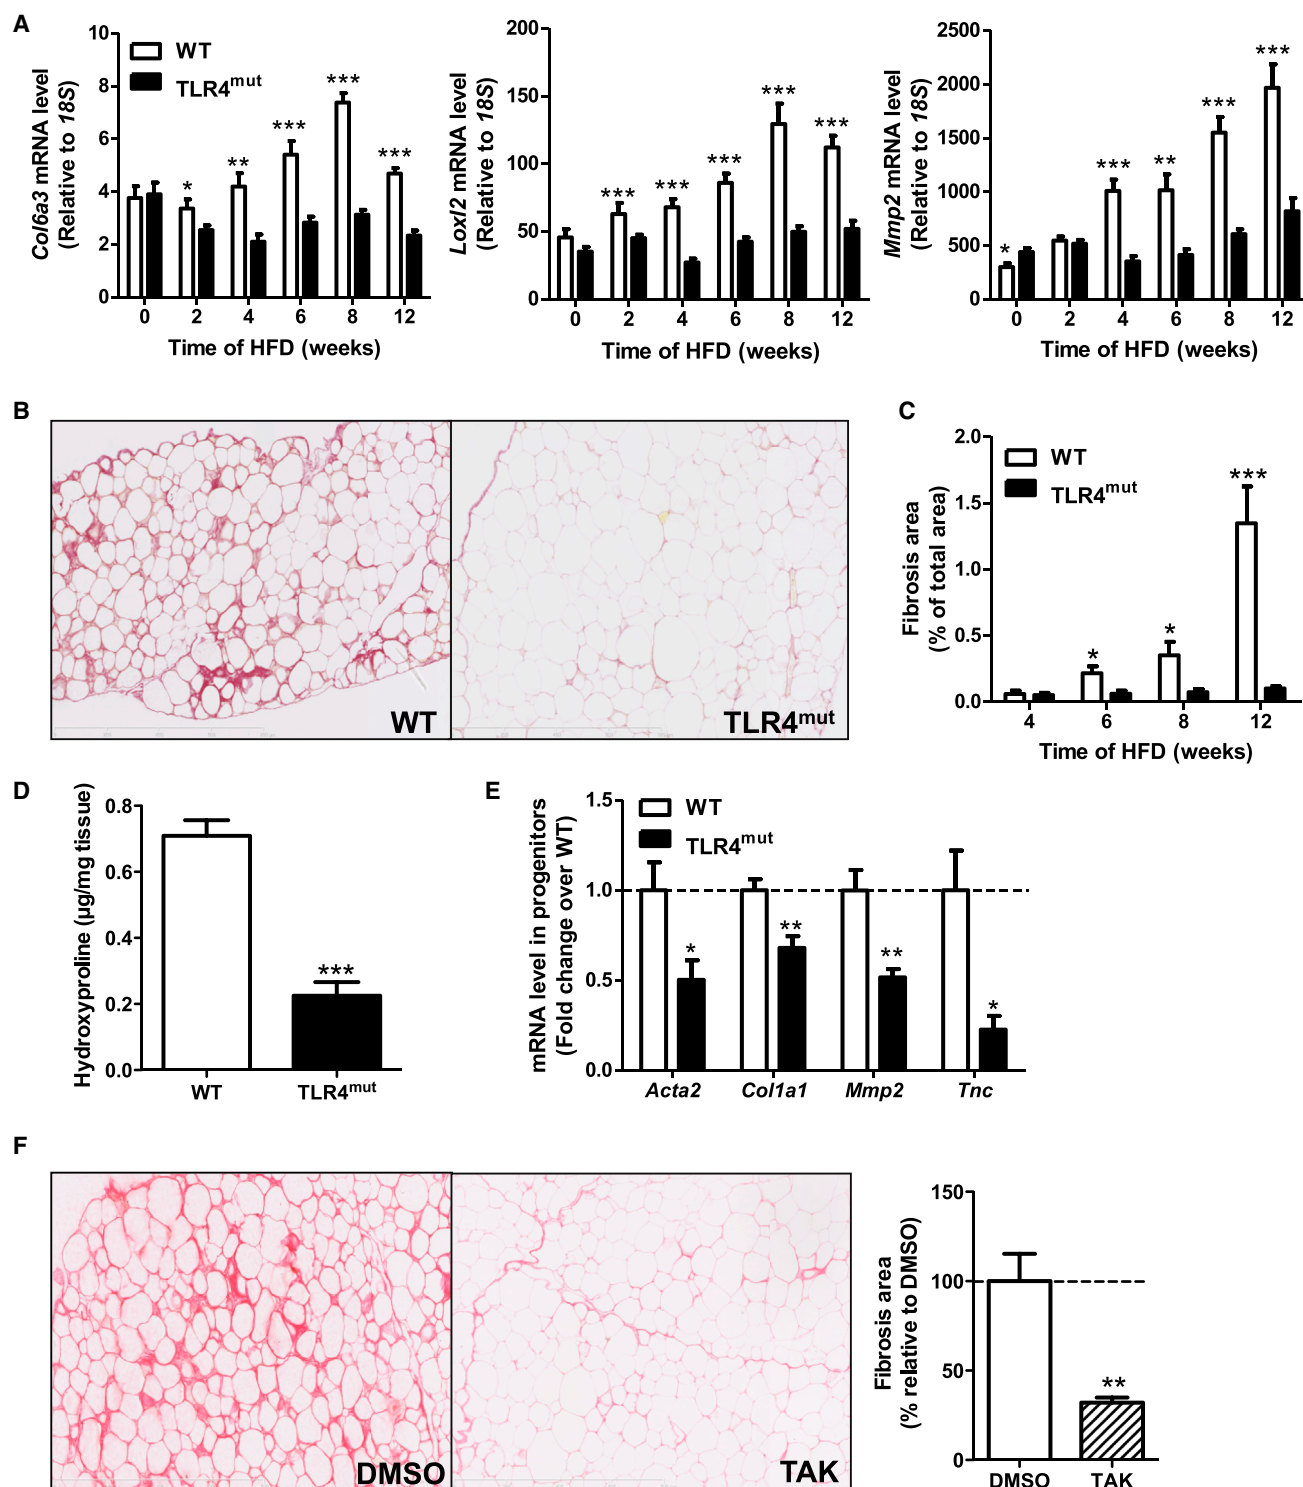 A
Col6a3 mRNA level
(Relative to 18S)
10
8
6
4
2
0
WT
TLR4mut
*
**
***
***
***
0 2 4 6 8 12
Time of HFD (weeks)
Loxl2 mRNA level
(Relative to 18S)
200
150
100
50
0
***
***
***
***
***
0 2 4 6 8 12
Time of HFD (weeks)
Mmp2 mRNA level
(Relative to 18S)
2500
2000
1500
1000
500
0
*
***
**
***
***
0 2 4 6 8 12
Time of HFD (weeks)
B
WT
TLR4mut
C
Fibrosis area
(% of total area)
2.0
1.5
1.0
0.5
0.0
WT
TLR4mut
*
*
***
4 6 8 12
Time of HFD (weeks)
D
Hydroxyproline (µg/mg tissue)
0.8
0.6
0.4
0.2
0.0
***
WT TLR4mut
E
mRNA level in progenitors
(Fold change over WT)
1.5
1.0
0.5
0.0
WT
TLR4mut
*
**
**
*
Acta2 Col1a1 Mmp2 Tnc
F
DMSO
TAK
Fibrosis area
(% relative to DMSO)
150
100
50
0
**
DMSO TAK